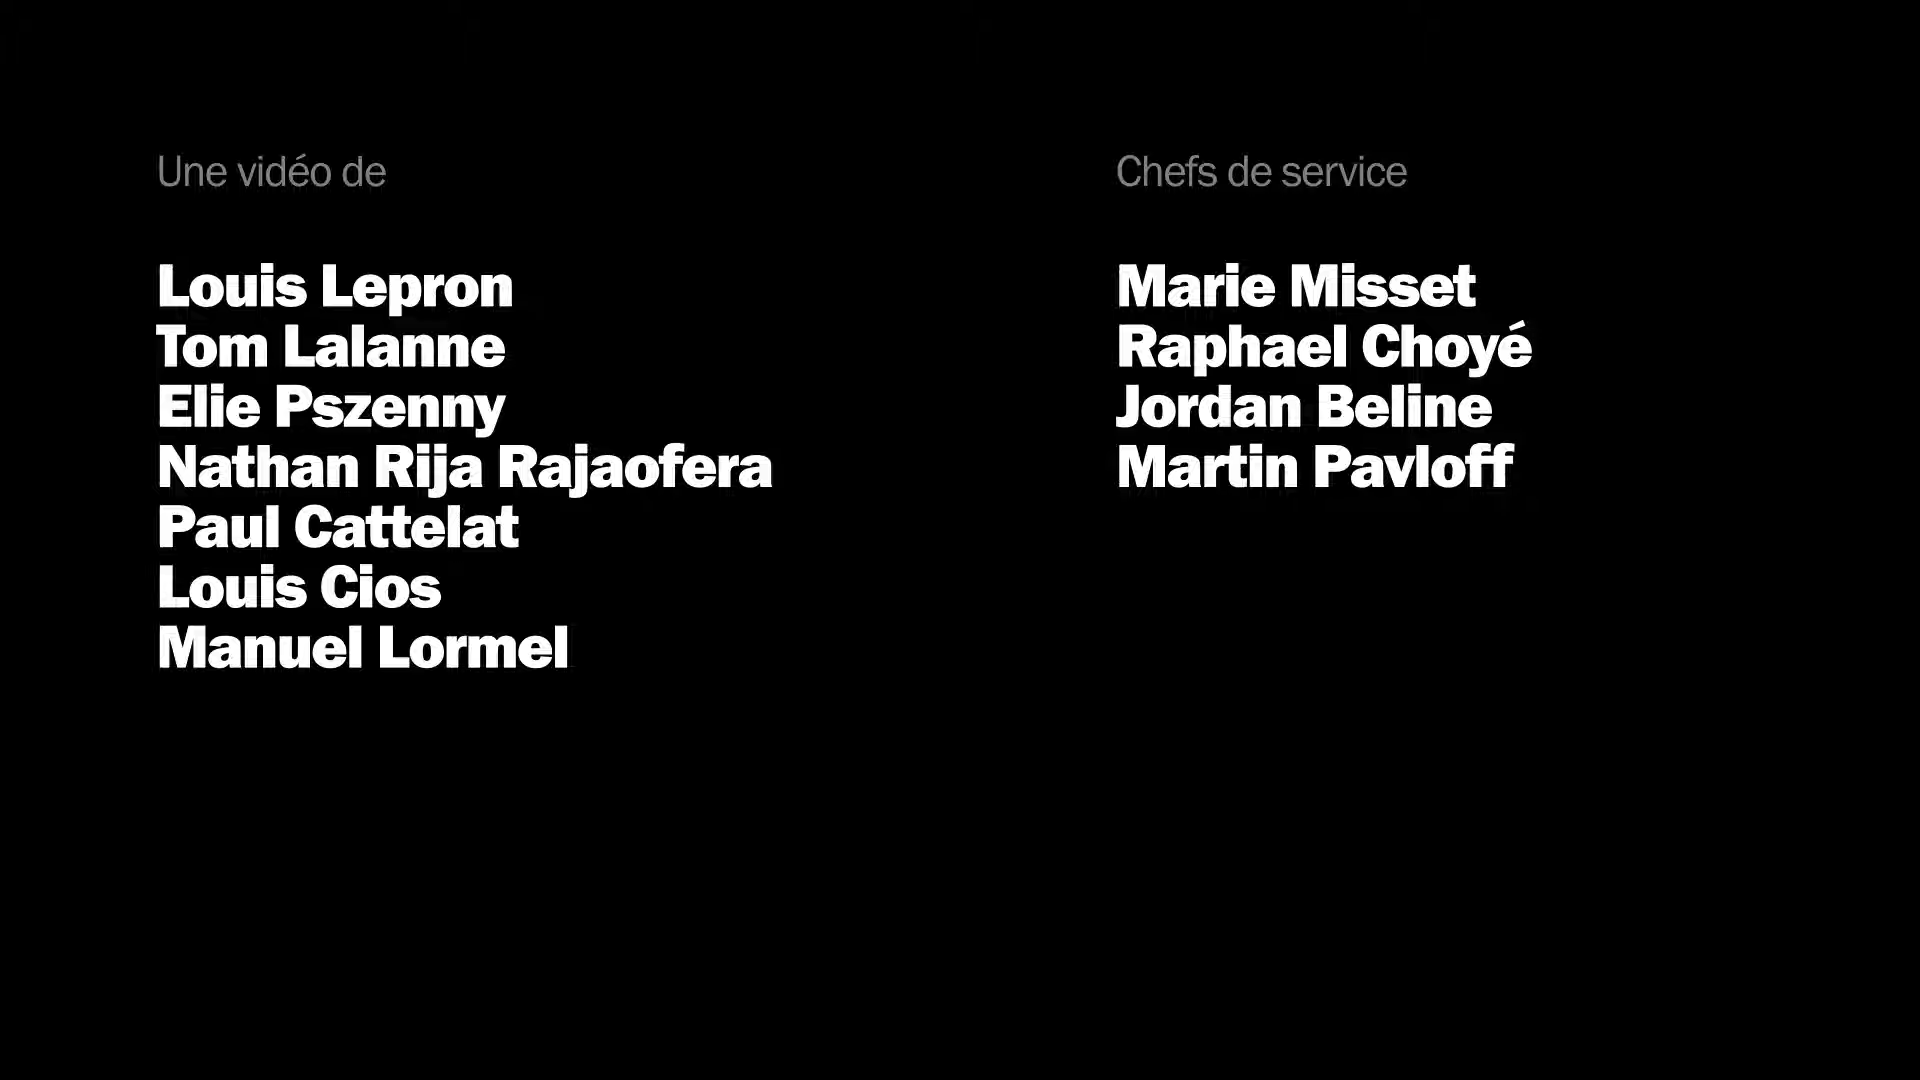 Une vidéo de
Louis Lepron
Tom Lalanne
Elie Pszenny
Nathan Rija Rajaofera
Paul Cattelat
Louis Cios
Manuel Lormel
Chefs de service
Marie Misset
Raphael Choyé
Jordan Beline
Martin Pavloff